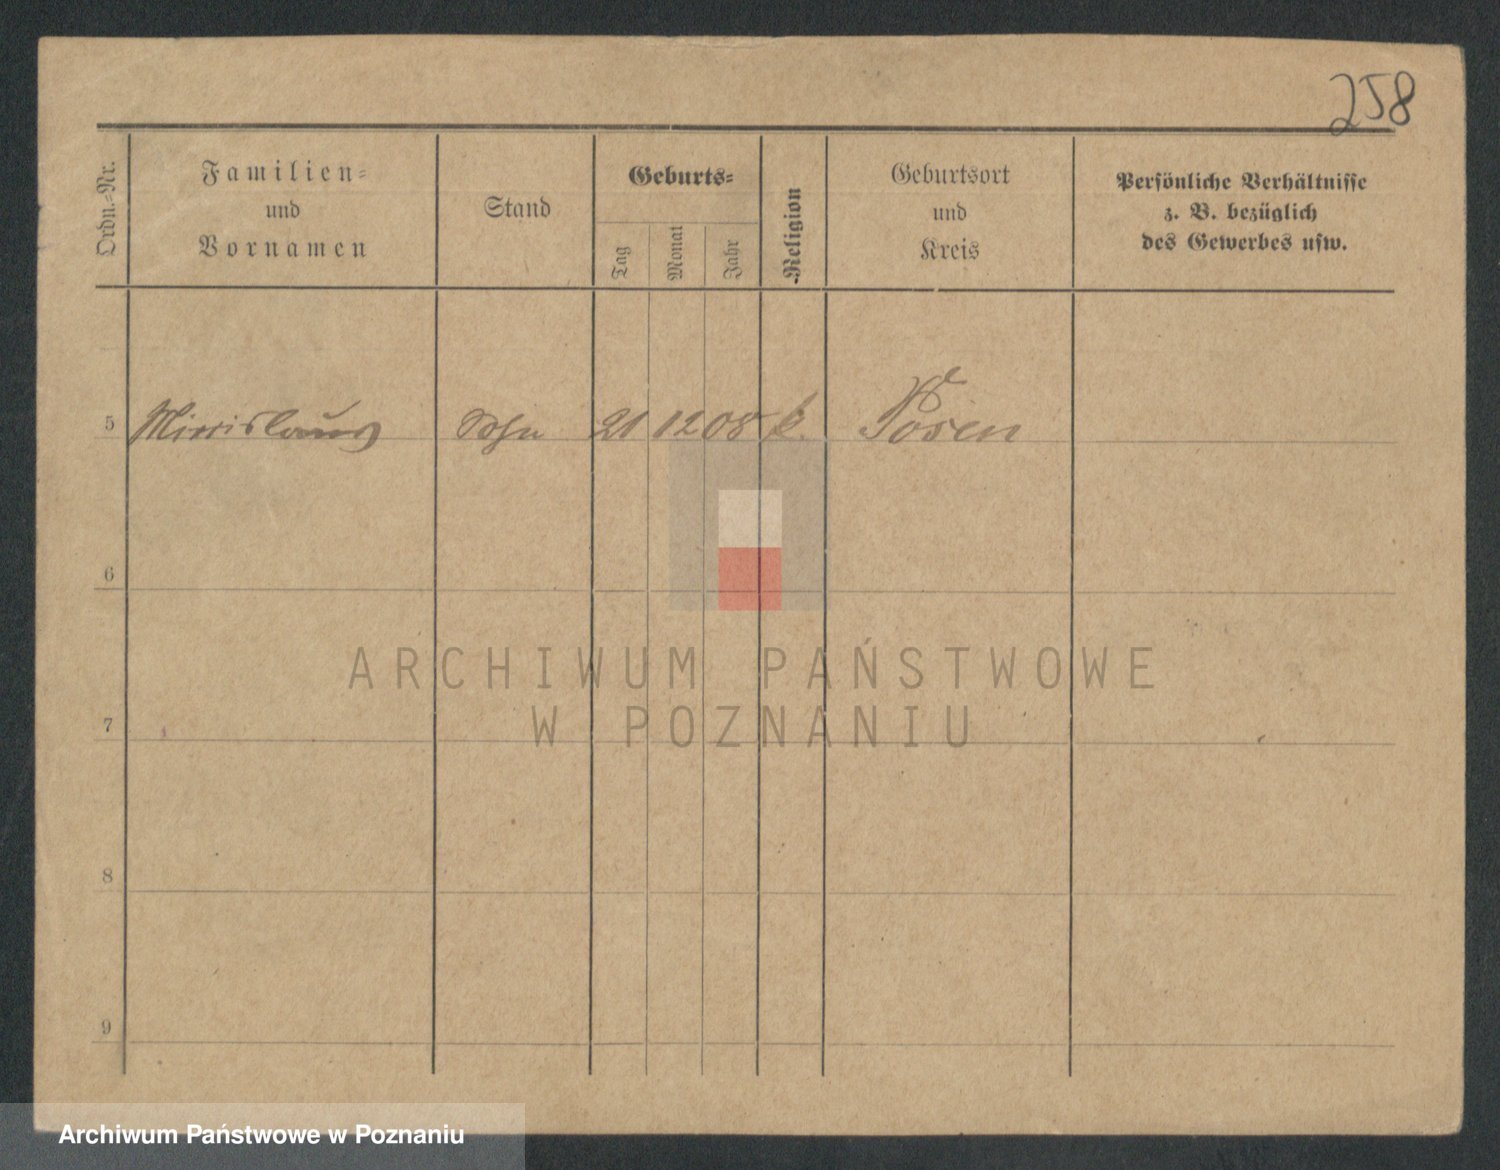 258
Ordn.-Nr.
Familien-
und
Vornamen
Stand
Geburts-
Tag
Monat
Jahr
Religion
Geburtsort
und
Kreis
Persönliche Verhältnisse
z. B. bezüglich
des Gewerbes usw.
5 Sohn 21 12 08 k. Posen
6
7
8
9
ARCHIWUM PAŃSTWOWE
W POZNANIU
Archiwum Państwowe w Poznaniu